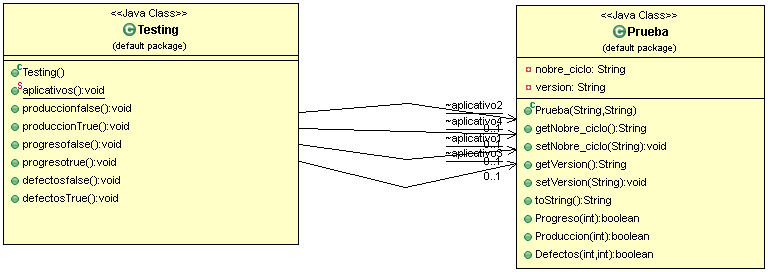 <<Java Class>>
Testing
(default package)
Testing()
aplicativos():void
produccionfalse():void
produccionTrue():void
progresofalse():void
progresotrue():void
defectosfalse():void
defectosTrue():void
~aplicativo2
0..1
~aplicativo4
0..1
~aplicativo1
0..1
~aplicativo3
0..1
<<Java Class>>
Prueba
(default package)
nobre_ciclo: String
version: String
Prueba(String,String)
getNobre_ciclo():String
setNobre_ciclo(String):void
getVersion():String
setVersion(String):void
toString():String
Progreso(int):boolean
Produccion(int):boolean
Defectos(int,int):boolean